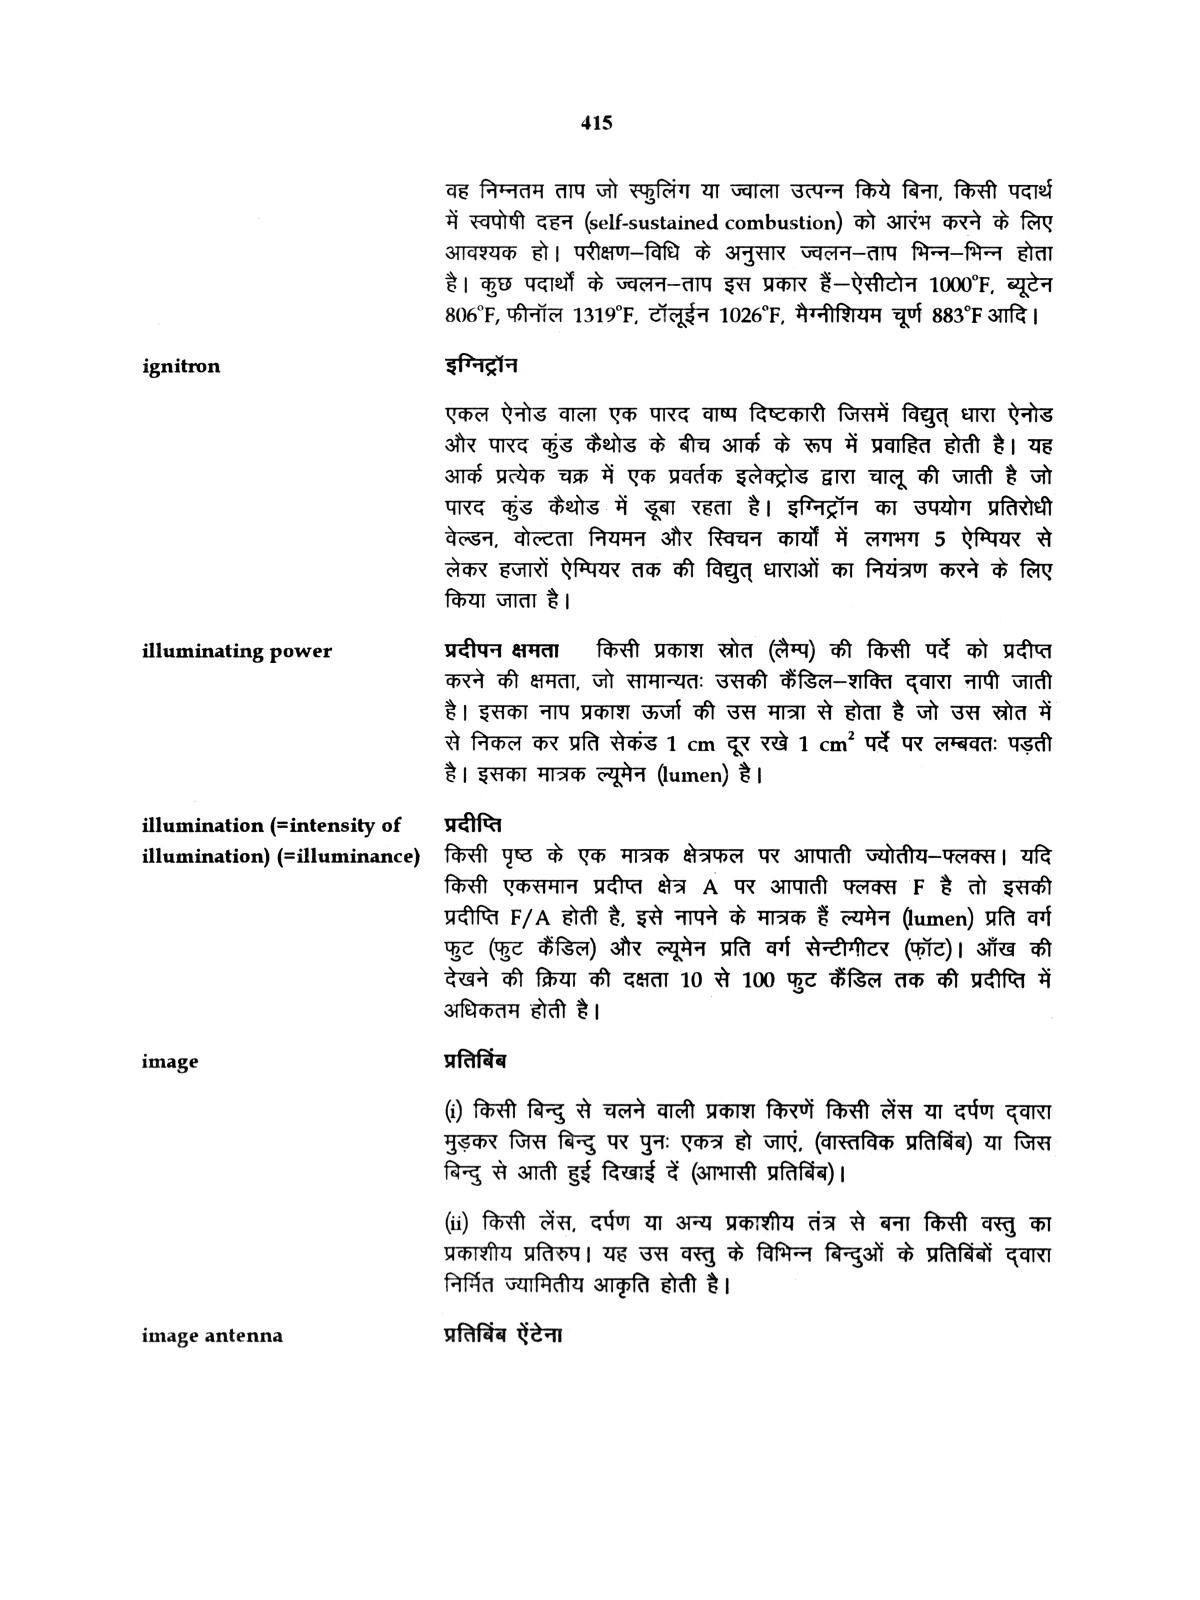 415
वह निम्नतम ताप जो स्फुलिंग या ज्वाला उत्पन्न किये बिना, किसी पदार्थ
में स्वपोषी दहन (self-sustained combustion) को आरंभ करने के लिए
आवश्यक हो। परीक्षण–विधि के अनुसार ज्वलन–ताप भिन्न–भिन्न होता
है। कुछ पदार्थों के ज्वलन–ताप इस प्रकार हैं–ऐसीटोन 1000°F, ब्यूटेन
806°F, फीनॉल 1319°F, टॉलूईन 1026°F, मैग्नीशियम चूर्ण 883°F आदि।
ignitron इग्निट्रॉन
एकल ऐनोड वाला एक पारद वाष्प दिष्टकारी जिसमें विद्युत् धारा ऐनोड
और पारद कुंड कैथोड के बीच आर्क के रूप में प्रवाहित होती है। यह
आर्क प्रत्येक चक्र में एक प्रवर्तक इलेक्ट्रोड द्वारा चालू की जाती है जो
पारद कुंड कैथोड में डूबा रहता है। इग्निट्रॉन का उपयोग प्रतिरोधी
वेल्डन, वोल्टता नियमन और स्विचन कार्यों में लगभग 5 ऐम्पियर से
लेकर हजारों ऐम्पियर तक की विद्युत् धाराओं का नियंत्रण करने के लिए
किया जाता है।
illuminating power प्रदीपन क्षमता किसी प्रकाश स्रोत (लैम्प) की किसी पर्दे को प्रदीप्त
करने की क्षमता, जो सामान्यतः उसकी कैंडिल–शक्ति द्वारा नापी जाती
है। इसका नाप प्रकाश ऊर्जा की उस मात्रा से होता है जो उस स्रोत में
से निकल कर प्रति सेकंड 1 cm दूर रखे 1 cm² पर्दे पर लम्बवतः पड़ती
है। इसका मात्रक ल्यूमेन (lumen) है।
illumination (=intensity of प्रदीप्ति
illumination) (=illuminance) किसी पृष्ठ के एक मात्रक क्षेत्रफल पर आपाती ज्योतीय–फ्लक्स। यदि
किसी एकसमान प्रदीप्त क्षेत्र A पर आपाती फ्लक्स F है तो इसकी
प्रदीप्ति F/A होती है, इसे नापने के मात्रक हैं ल्यमेन (lumen) प्रति वर्ग
फुट (फुट कैंडिल) और ल्यूमेन प्रति वर्ग सेन्टीमीटर (फ़ॉट)। आँख की
देखने की क्रिया की दक्षता 10 से 100 फुट कैंडिल तक की प्रदीप्ति में
अधिकतम होती है।
image प्रतिबिंब
(i) किसी बिन्दु से चलने वाली प्रकाश किरणें किसी लेंस या दर्पण द्वारा
मुड़कर जिस बिन्दु पर पुनः एकत्र हो जाएं, (वास्तविक प्रतिबिंब) या जिस
बिन्दु से आती हुई दिखाई दें (आभासी प्रतिबिंब)।
(ii) किसी लेंस, दर्पण या अन्य प्रकाशीय तंत्र से बना किसी वस्तु का
प्रकाशीय प्रतिरुप। यह उस वस्तु के विभिन्न बिन्दुओं के प्रतिबिंबों द्वारा
निर्मित ज्यामितीय आकृति होती है।
image antenna प्रतिबिंब ऐंटेना